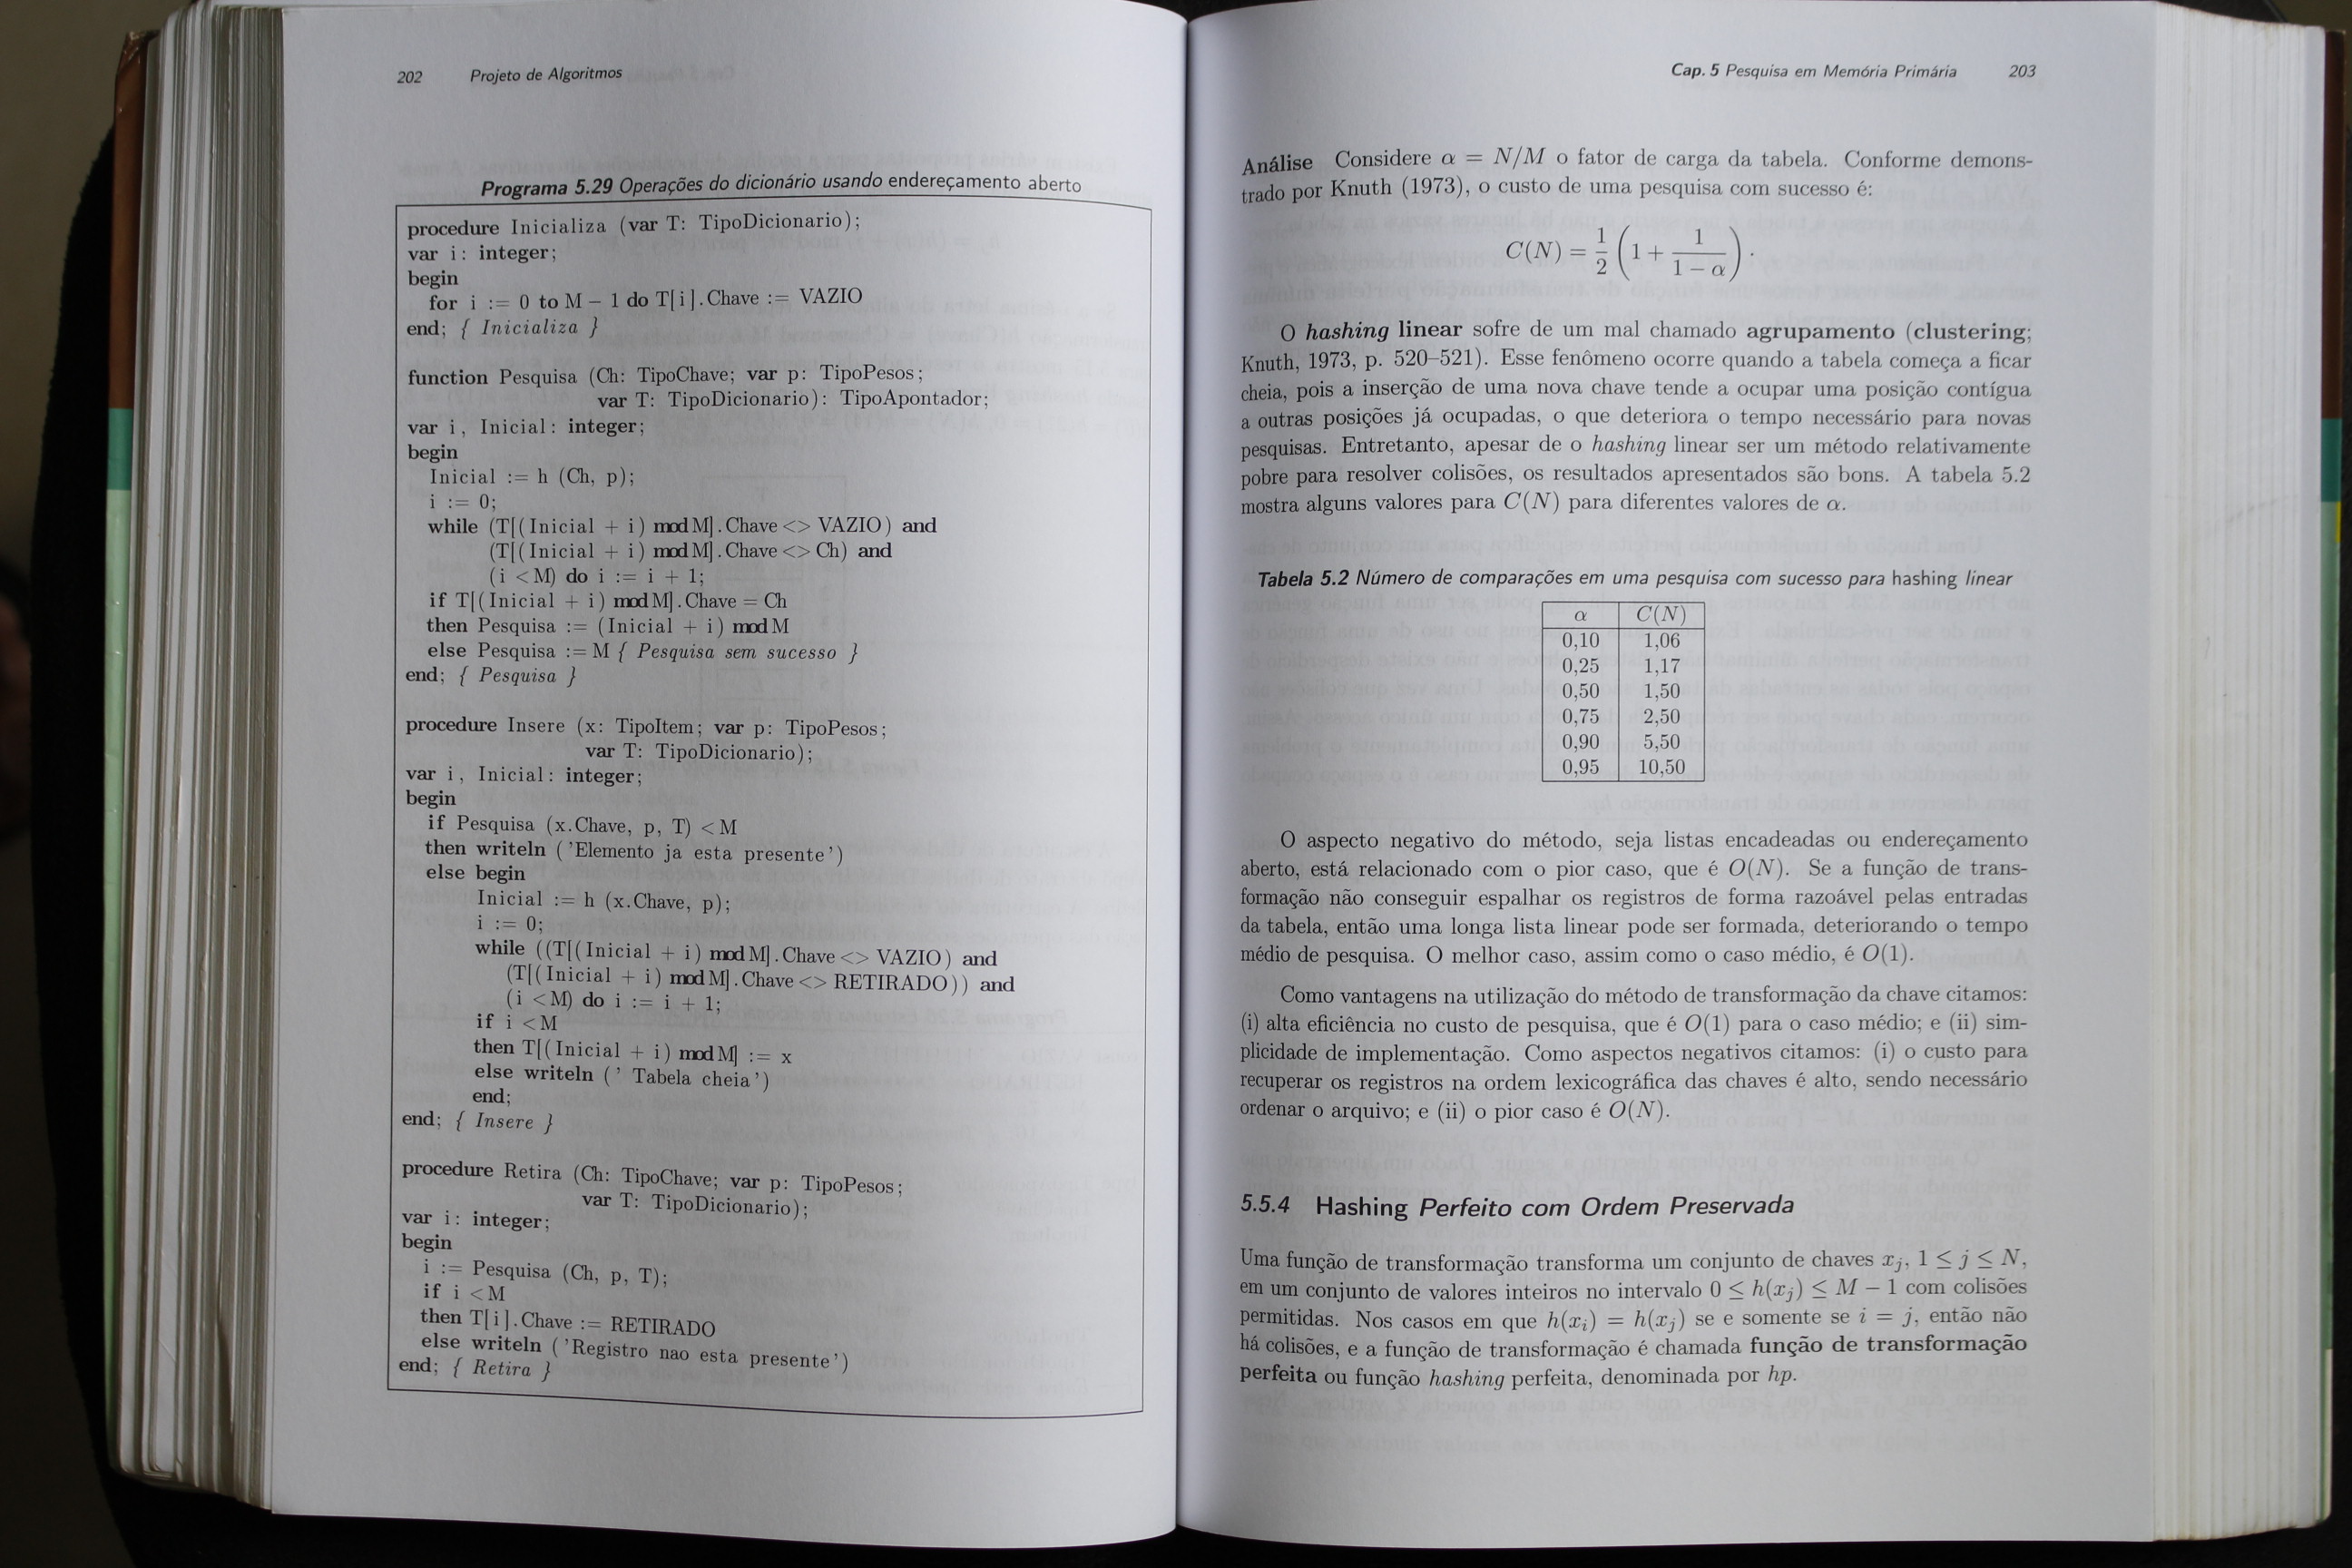 202 Projeto de Algoritmos
Programa 5.29 Operações do dicionário usando endereçamento aberto
procedure Inicializa (var T: TipoDicionario);
var i: integer;
begin
for i := 0 to M − 1 do T[i].Chave := VAZIO
end; { Inicializa }
function Pesquisa (Ch: TipoChave; var p: TipoPesos;
var T: TipoDicionario): TipoApontador;
var i, Inicial: integer;
begin
Inicial := h (Ch, p);
i := 0;
while (T[(Inicial + i) mod M].Chave <> VAZIO) and
(T[(Inicial + i) mod M].Chave <> Ch) and
(i < M) do i := i + 1;
if T[(Inicial + i) mod M].Chave = Ch
then Pesquisa := (Inicial + i) mod M
else Pesquisa := M { Pesquisa sem sucesso }
end; { Pesquisa }
procedure Insere (x: TipoItem; var p: TipoPesos;
var T: TipoDicionario);
var i, Inicial: integer;
begin
if Pesquisa (x.Chave, p, T) < M
then writeln ('Elemento ja esta presente')
else begin
Inicial := h (x.Chave, p);
i := 0;
while ((T[(Inicial + i) mod M].Chave <> VAZIO) and
(T[(Inicial + i) mod M].Chave <> RETIRADO)) and
(i < M) do i := i + 1;
if i < M
then T[(Inicial + i) mod M] := x
else writeln (' Tabela cheia')
end;
end; { Insere }
procedure Retira (Ch: TipoChave; var p: TipoPesos;
var T: TipoDicionario);
var i: integer;
begin
i := Pesquisa (Ch, p, T);
if i < M
then T[i].Chave := RETIRADO
else writeln ('Registro nao esta presente')
end; { Retira }
Cap. 5 Pesquisa em Memória Primária 203
Análise Considere α = N/M o fator de carga da tabela. Conforme demons-
trado por Knuth (1973), o custo de uma pesquisa com sucesso é:
C(N) = 1/2 (1 + 1/(1 − α)).
O hashing linear sofre de um mal chamado agrupamento (clustering;
Knuth, 1973, p. 520–521). Esse fenômeno ocorre quando a tabela começa a ficar
cheia, pois a inserção de uma nova chave tende a ocupar uma posição contígua
a outras posições já ocupadas, o que deteriora o tempo necessário para novas
pesquisas. Entretanto, apesar de o hashing linear ser um método relativamente
pobre para resolver colisões, os resultados apresentados são bons. A tabela 5.2
mostra alguns valores para C(N) para diferentes valores de α.
Tabela 5.2 Número de comparações em uma pesquisa com sucesso para hashing linear
α C(N)
0,10 1,06
0,25 1,17
0,50 1,50
0,75 2,50
0,90 5,50
0,95 10,50
O aspecto negativo do método, seja listas encadeadas ou endereçamento
aberto, está relacionado com o pior caso, que é O(N). Se a função de trans-
formação não conseguir espalhar os registros de forma razoável pelas entradas
da tabela, então uma longa lista linear pode ser formada, deteriorando o tempo
médio de pesquisa. O melhor caso, assim como o caso médio, é O(1).
Como vantagens na utilização do método de transformação da chave citamos:
(i) alta eficiência no custo de pesquisa, que é O(1) para o caso médio; e (ii) sim-
plicidade de implementação. Como aspectos negativos citamos: (i) o custo para
recuperar os registros na ordem lexicográfica das chaves é alto, sendo necessário
ordenar o arquivo; e (ii) o pior caso é O(N).
5.5.4 Hashing Perfeito com Ordem Preservada
Uma função de transformação transforma um conjunto de chaves xj, 1 ≤ j ≤ N,
em um conjunto de valores inteiros no intervalo 0 ≤ h(xj) ≤ M − 1 com colisões
permitidas. Nos casos em que h(xi) = h(xj) se e somente se i = j, então não
há colisões, e a função de transformação é chamada função de transformação
perfeita ou função hashing perfeita, denominada por hp.